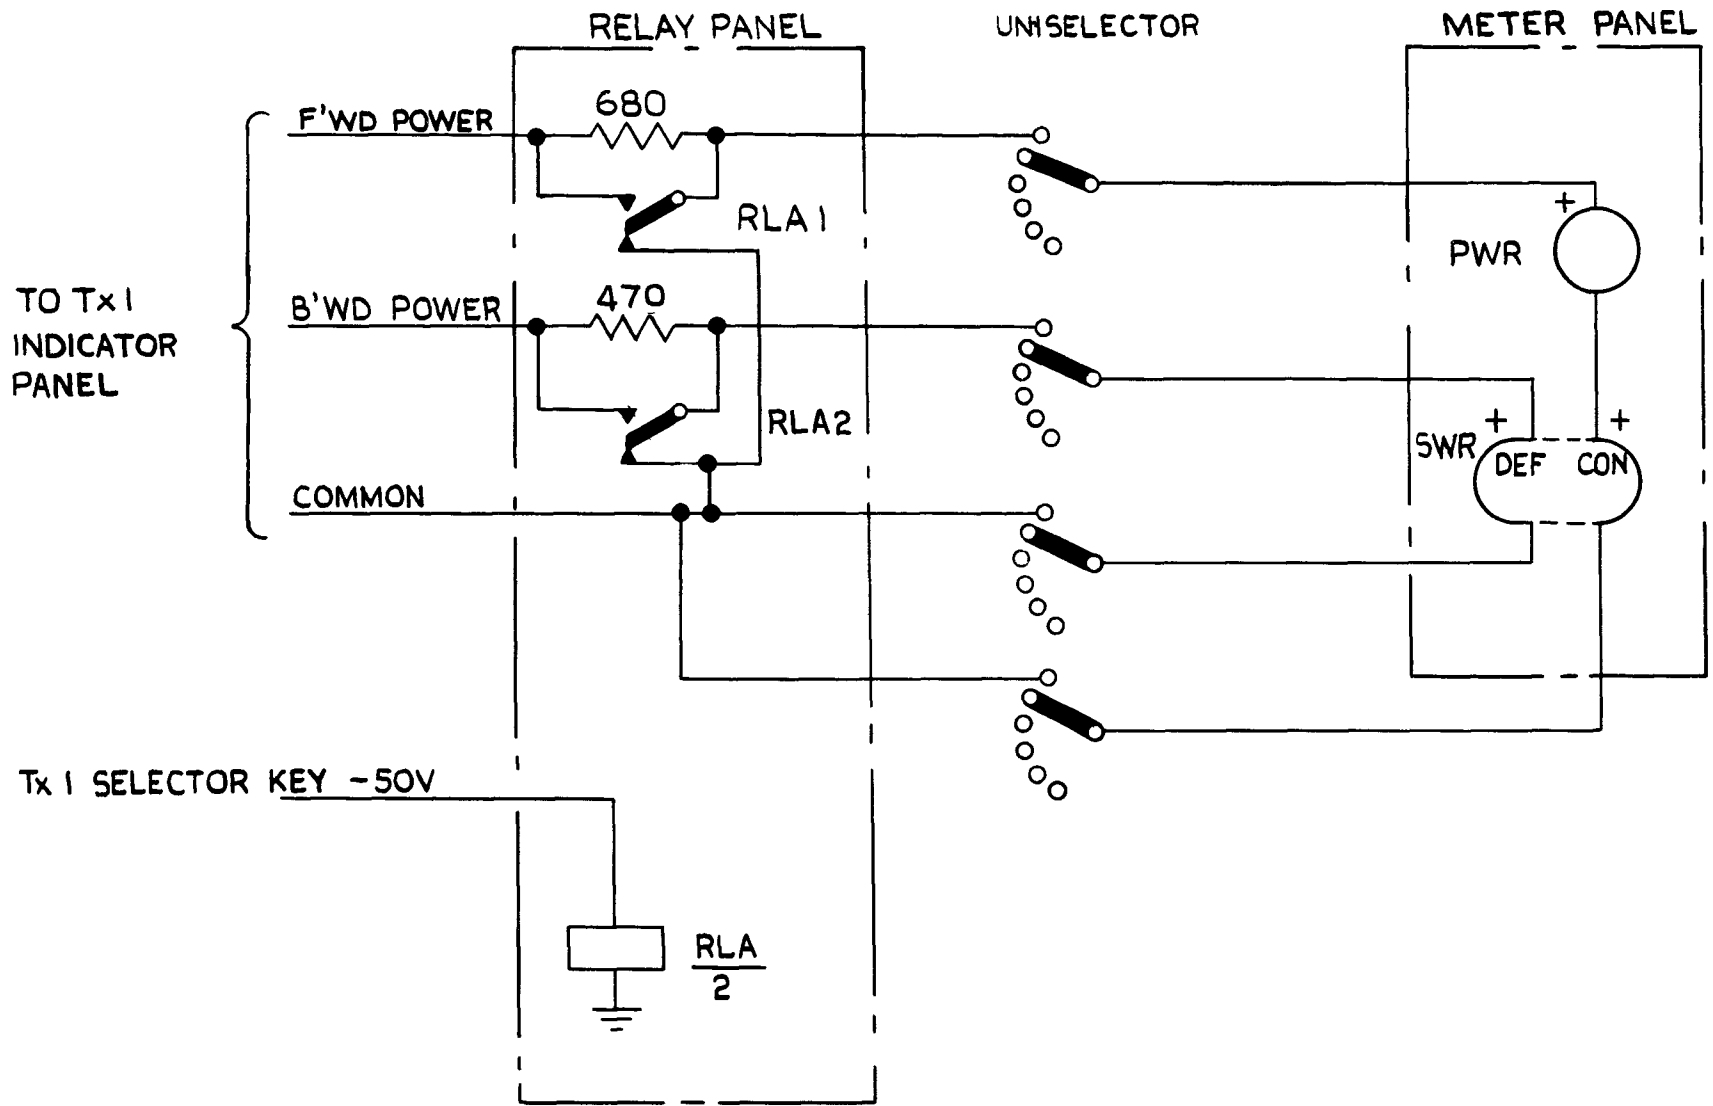 RELAY PANEL
UNISELECTOR
METER PANEL
F'WD POWER
680
RLA 1
+
PWR
TO Tx 1
INDICATOR
PANEL
B'WD POWER
470
RLA2
+
+
SWR
DEF
CON
COMMON
Tx 1 SELECTOR KEY -50V
RLA
2